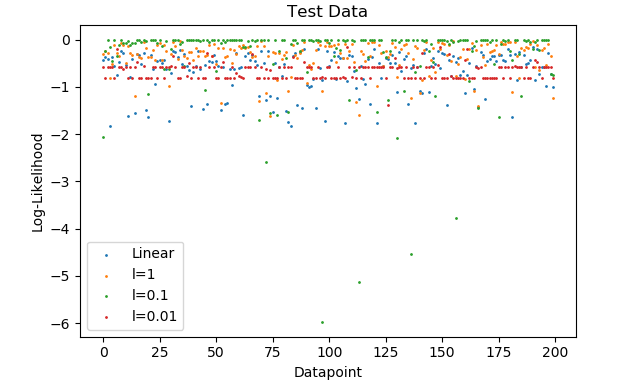 Test Data
Log-Likelihood
0
−1
−2
−3
−4
−5
−6
Linear
l=1
l=0.1
l=0.01
0 25 50 75 100 125 150 175 200
Datapoint